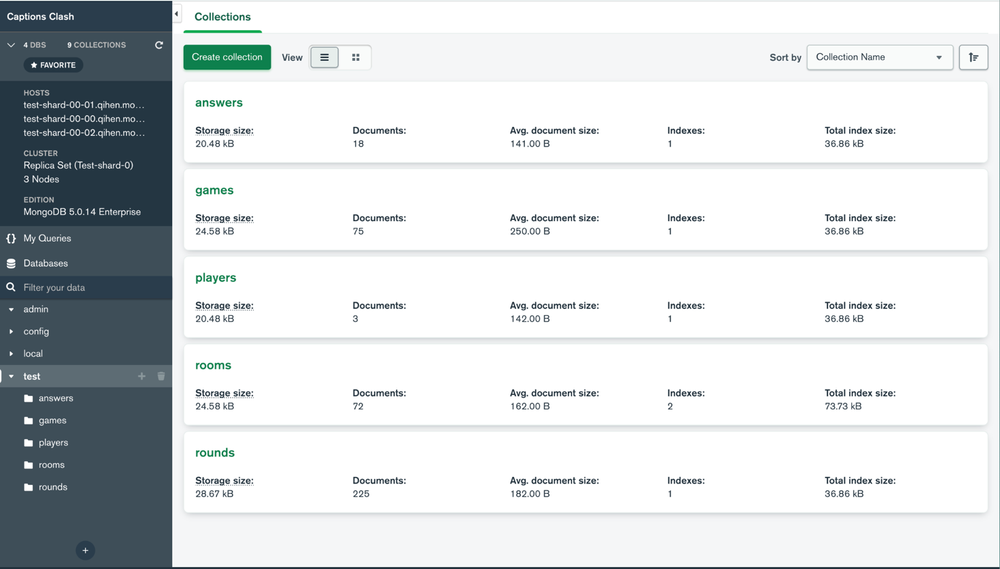 Captions Clash
4 DBS 9 COLLECTIONS
FAVORITE
HOSTS
test-shard-00-01.qihen.mo...
test-shard-00-00.qihen.mo...
test-shard-00-02.qihen.mo...
CLUSTER
Replica Set (Test-shard-0)
3 Nodes
EDITION
MongoDB 5.0.14 Enterprise
{} My Queries
Databases
Filter your data
admin
config
local
test
answers
games
players
rooms
rounds
+
Collections
Create collection View Sort by Collection Name
answers
Storage size: Documents: Avg. document size: Indexes: Total index size:
20.48 kB 18 141.00 B 1 36.86 kB
games
Storage size: Documents: Avg. document size: Indexes: Total index size:
24.58 kB 75 250.00 B 1 36.86 kB
players
Storage size: Documents: Avg. document size: Indexes: Total index size:
20.48 kB 3 142.00 B 1 36.86 kB
rooms
Storage size: Documents: Avg. document size: Indexes: Total index size:
24.58 kB 72 162.00 B 2 73.73 kB
rounds
Storage size: Documents: Avg. document size: Indexes: Total index size:
28.67 kB 225 182.00 B 1 36.86 kB